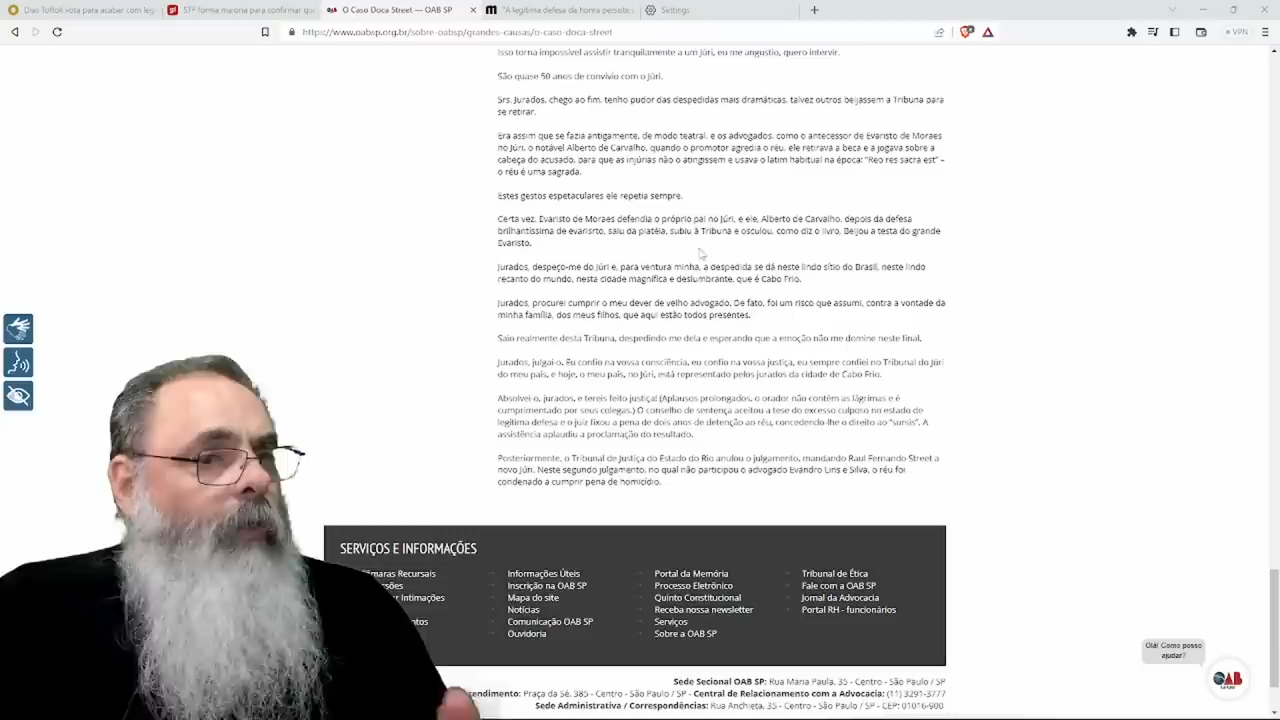 Dias Toffoli vota para acabar com leg
STF forma maioria para confirmar qu
O Caso Doca Street — OAB SP
"A legítima defesa da honra persiste
Settings
https://www.oabsp.org.br/sobre-oabsp/grandes-causas/o-caso-doca-street
VPN
Isso torna impossível assistir tranquilamente a um Júri, eu me angustio, quero intervir.
São quase 50 anos de convívio com o Júri.
Srs. Jurados, chego ao fim, tenho pudor das despedidas mais dramáticas, talvez outros beijassem a Tribuna para
se retirar.
Era assim que se fazia antigamente, de modo teatral, e os advogados, como o antecessor de Evaristo de Moraes
no Júri, o notável Alberto de Carvalho, quando o promotor agredia o réu, ele retirava a beca e a jogava sobre a
cabeça do acusado, para que as injúrias não o atingissem e usava o latim habitual na época: "Reo res sacra est" –
o réu é uma sagrada.
Estes gestos espetaculares ele repetia sempre.
Certa vez, Evaristo de Moraes defendia o próprio pai no Júri, e ele, Alberto de Carvalho, depois da defesa
brilhantíssima de evarisrto, saiu da platéia, subiu à Tribuna e osculou, como diz o livro, Beijou a testa do grande
Evaristo.
Jurados, despeço-me do Júri e, para ventura minha, a despedida se dá neste lindo sítio do Brasil, neste lindo
recanto do mundo, nesta cidade magnífica e deslumbrante, que é Cabo Frio.
Jurados, procurei cumprir o meu dever de velho advogado. De fato, foi um risco que assumi, contra a vontade da
minha família, dos meus filhos, que aqui estão todos presentes.
Saio realmente desta Tribuna, despedindo-me dela e esperando que a emoção não me domine neste final.
Jurados, julgai-o. Eu confio na vossa consciência, eu confio na vossa justiça, eu sempre confiei no Tribunal do Júri
do meu país, e hoje, o meu país, no Júri, está representado pelos jurados da cidade de Cabo Frio.
Absolvei-o, jurados, e tereis feito justiça! (Aplausos prolongados, o orador não contém as lágrimas e é
cumprimentado por seus colegas.) O conselho de sentença aceitou a tese do excesso culposo no estado de
legítima defesa e o juiz fixou a pena de dois anos de detenção ao réu, concedendo-lhe o direito ao "sursis". A
assistência aplaudiu a proclamação do resultado.
Posteriormente, o Tribunal de Justiça do Estado do Rio anulou o julgamento, mandando Raul Fernando Street a
novo Júri. Neste segundo julgamento, no qual não participou o advogado Evandro Lins e Silva, o réu foi
condenado a cumprir pena de homicídio.
SERVIÇOS E INFORMAÇÕES
Recursais
Intimações
Informações Úteis
Inscrição na OAB SP
Mapa do site
Notícias
Comunicação OAB SP
Ouvidoria
Portal da Memória
Processo Eletrônico
Quinto Constitucional
Receba nossa newsletter
Serviços
Sobre a OAB SP
Tribunal de Ética
Fale com a OAB SP
Jornal da Advocacia
Portal RH - funcionários
Olá! Como posso
ajudar?
OAB
Sede Secional OAB SP: Rua Maria Paula, 35 - Centro - São Paulo / SP
endimento: Praça da Sé, 385 - Centro - São Paulo / SP - Central de Relacionamento com a Advocacia: (11) 3291-3777
Sede Administrativa / Correspondências: Rua Anchieta, 35 - Centro - São Paulo / SP - CEP: 01016-900